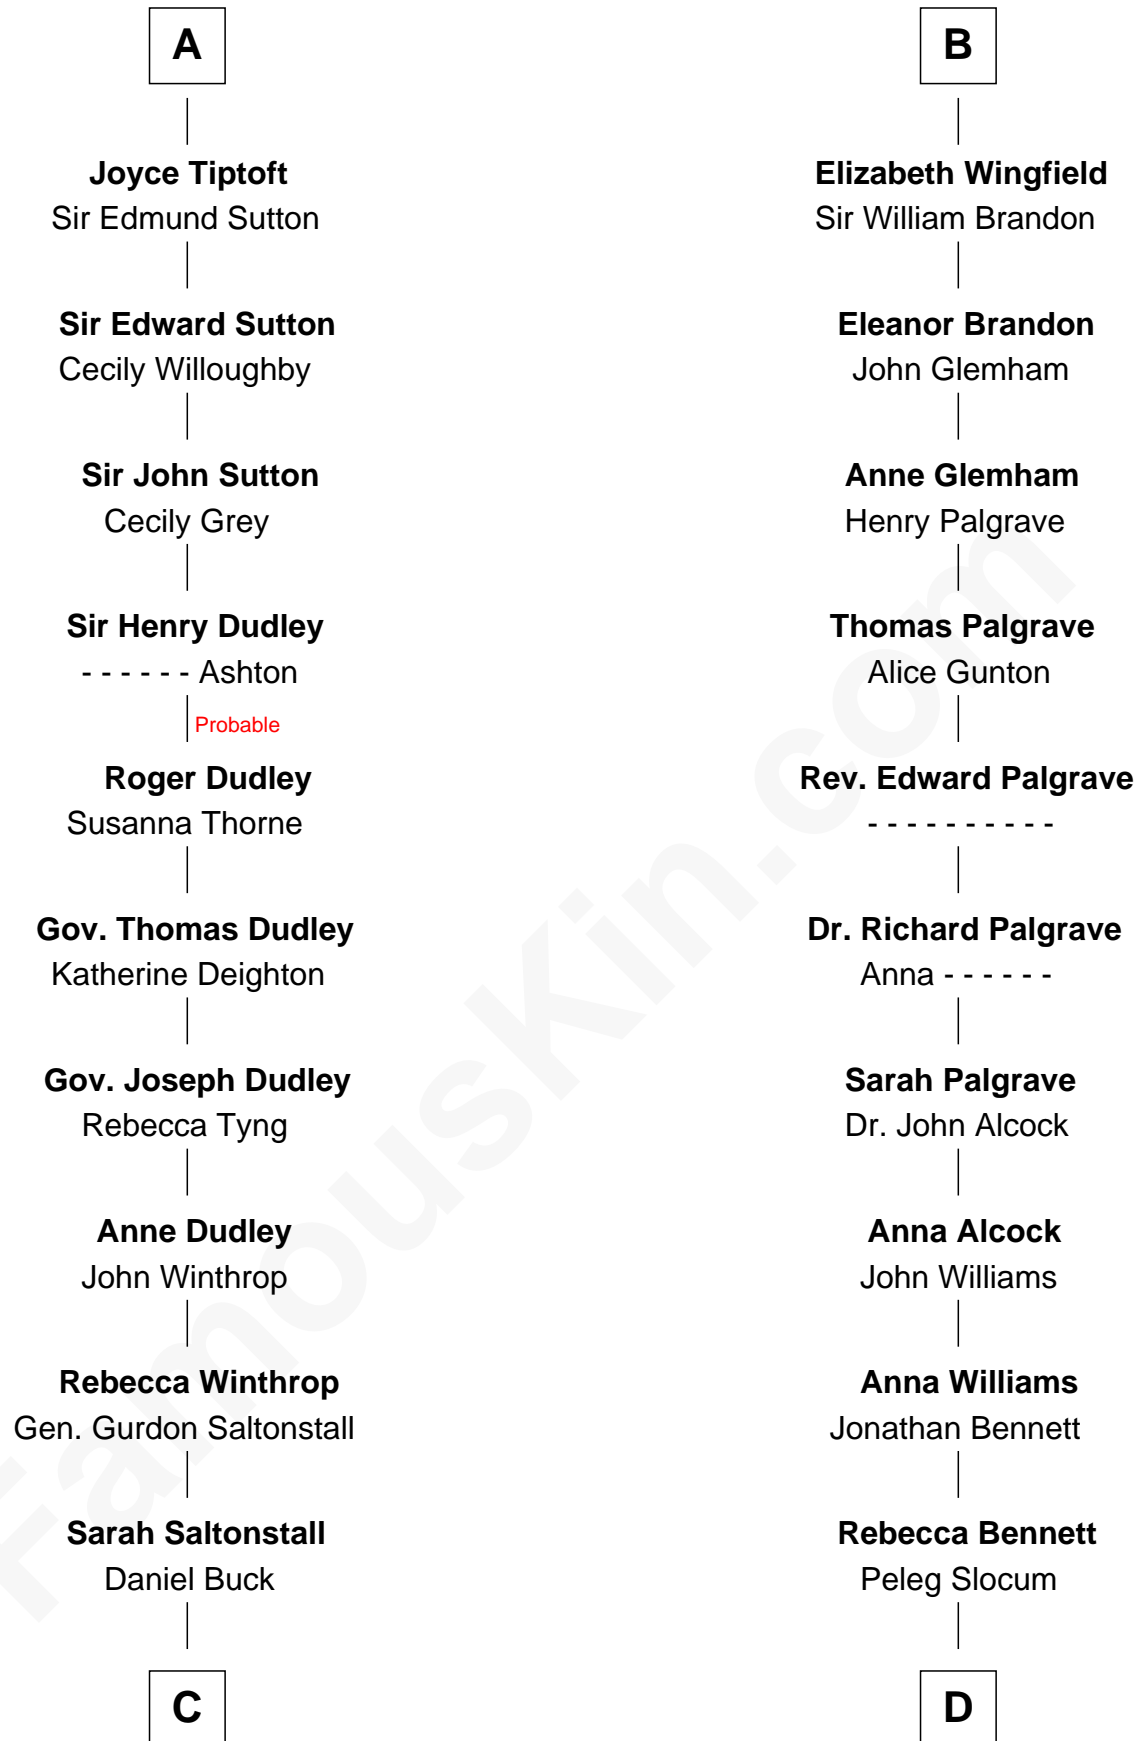 A
Joyce Tiptoft
Sir Edmund Sutton
Sir Edward Sutton
Cecily Willoughby
Sir John Sutton
Cecily Grey
Sir Henry Dudley
- - - - - - Ashton
Probable
Roger Dudley
Susanna Thorne
Gov. Thomas Dudley
Katherine Deighton
Gov. Joseph Dudley
Rebecca Tyng
Anne Dudley
John Winthrop
Rebecca Winthrop
Gen. Gurdon Saltonstall
Sarah Saltonstall
Daniel Buck
C
B
Elizabeth Wingfield
Sir William Brandon
Eleanor Brandon
John Glemham
Anne Glemham
Henry Palgrave
Thomas Palgrave
Alice Gunton
Rev. Edward Palgrave
- - - - - - - - - -
Dr. Richard Palgrave
Anna - - - - - -
Sarah Palgrave
Dr. John Alcock
Anna Alcock
John Williams
Anna Williams
Jonathan Bennett
Rebecca Bennett
Peleg Slocum
D
FamousKin.com